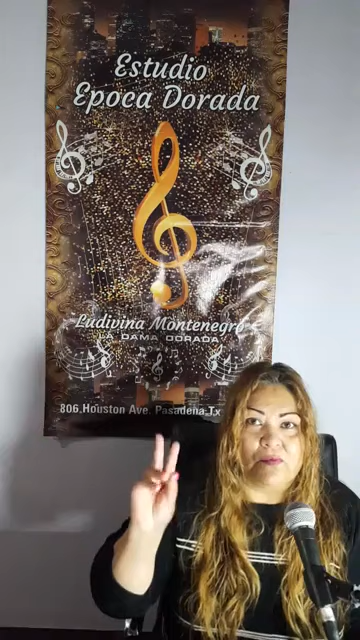 Estudio
Epoca Dorada
Ludivina Montenegro
LA DAMA DORADA
806 Houston Ave. Pasadena Tx